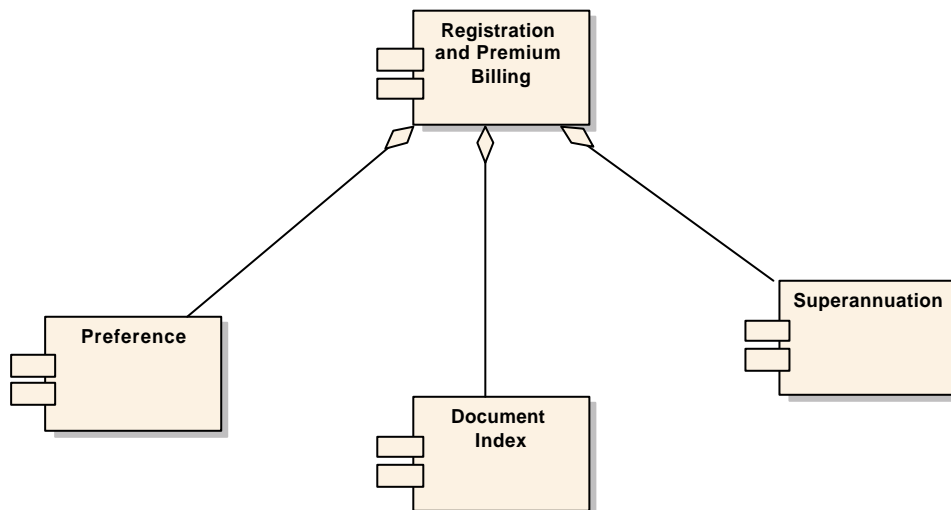 Registration
and Premium
Billing
Preference
Superannuation
Document
Index